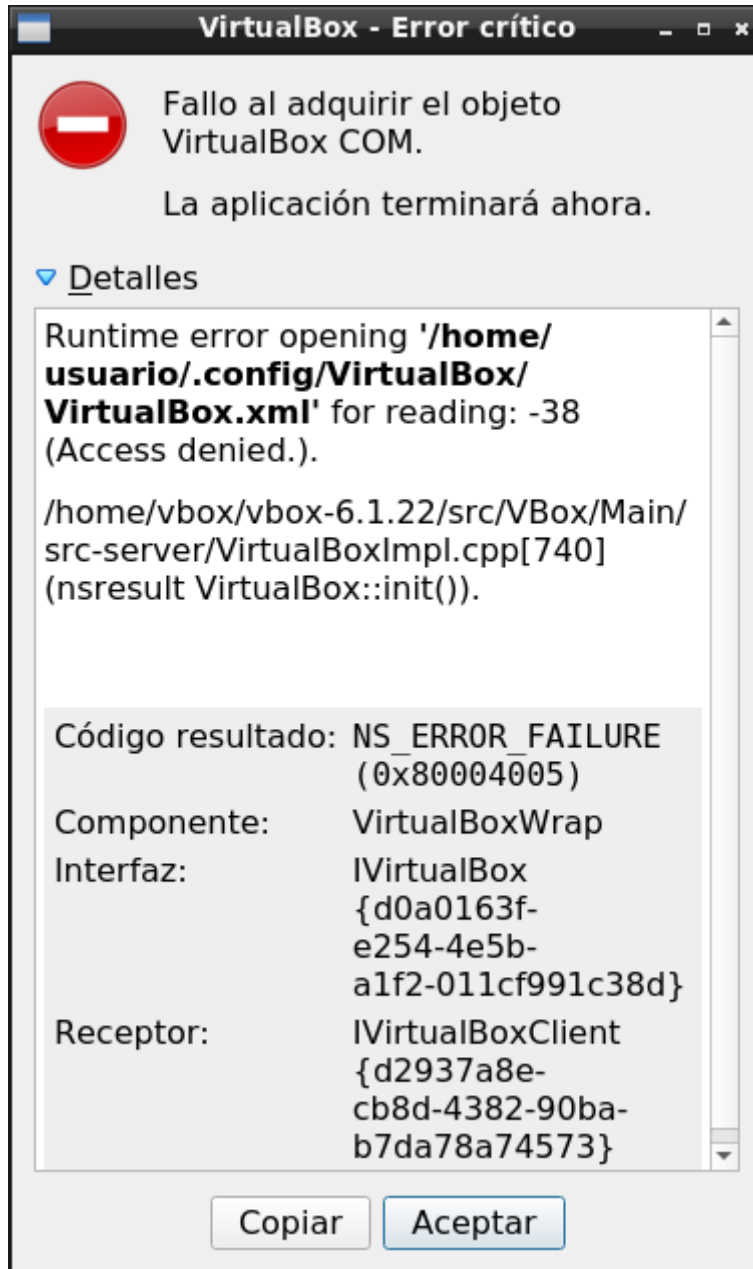 VirtualBox - Error crítico
Fallo al adquirir el objeto
VirtualBox COM.
La aplicación terminará ahora.
Detalles
Runtime error opening '/home/
usuario/.config/VirtualBox/
VirtualBox.xml' for reading: -38
(Access denied.).
/home/vbox/vbox-6.1.22/src/VBox/Main/
src-server/VirtualBoxImpl.cpp[740]
(nsresult VirtualBox::init()).
Código resultado: NS_ERROR_FAILURE
(0x80004005)
Componente: VirtualBoxWrap
Interfaz: IVirtualBox
{d0a0163f-
e254-4e5b-
a1f2-011cf991c38d}
Receptor: IVirtualBoxClient
{d2937a8e-
cb8d-4382-90ba-
b7da78a74573}
Copiar Aceptar